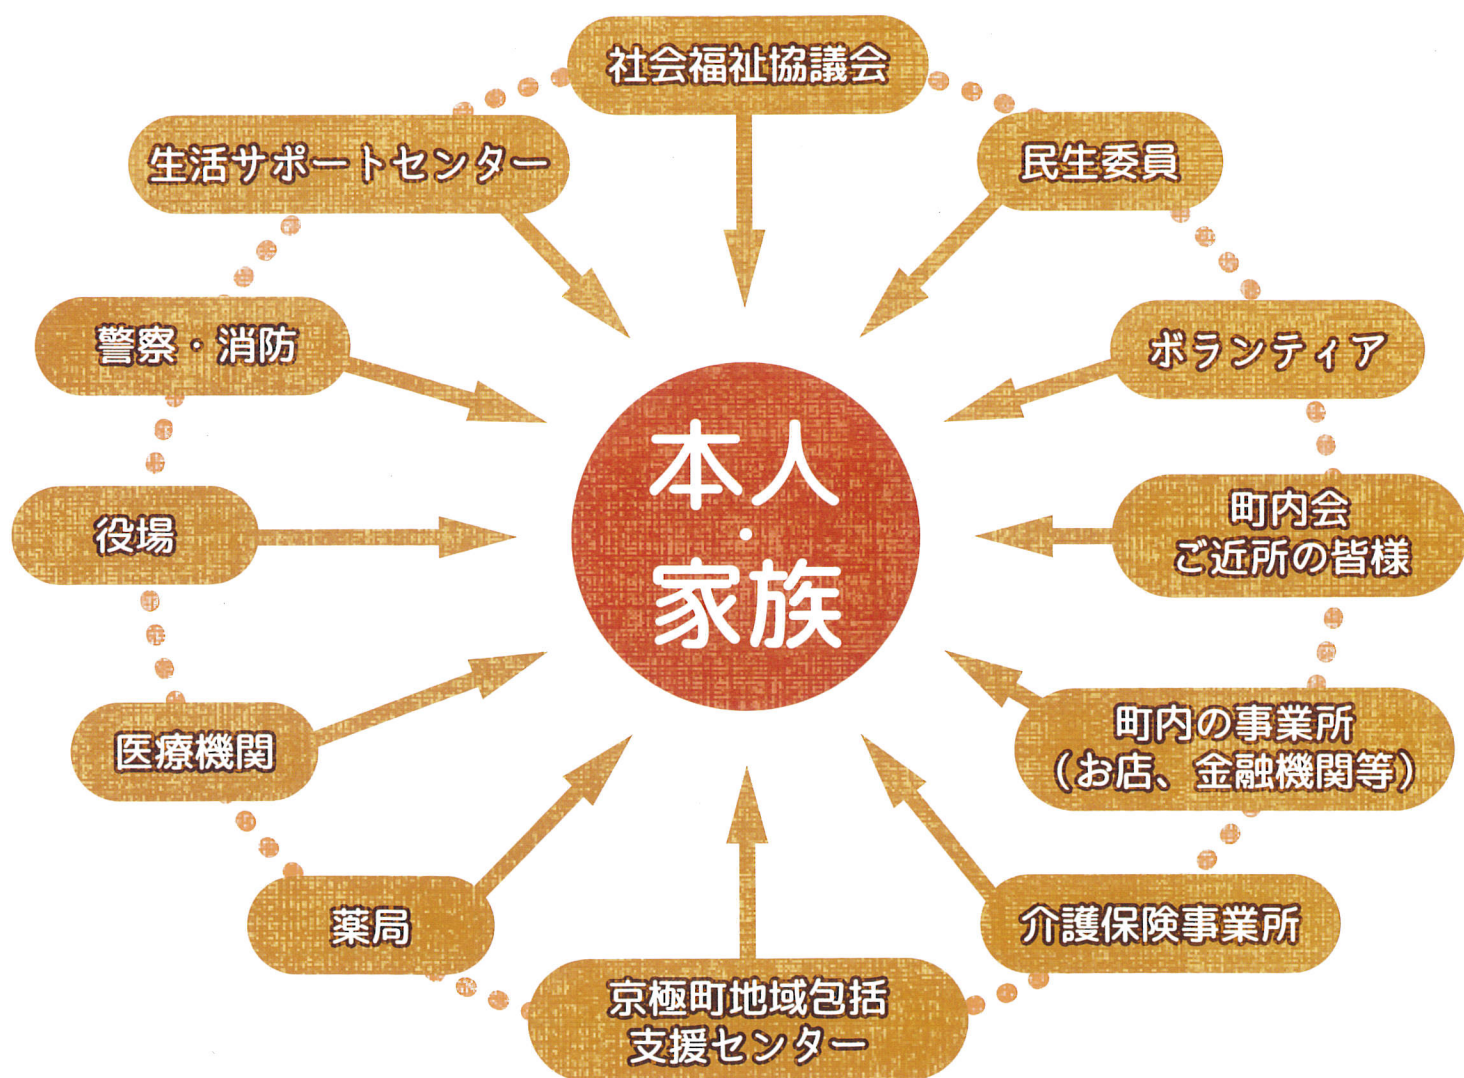 社会福祉協議会
生活サポートセンター
民生委員
警察・消防
ボランティア
本人
・
家族
役場
町内会
ご近所の皆様
医療機関
町内の事業所
（お店、金融機関等）
薬局
介護保険事業所
京極町地域包括
支援センター